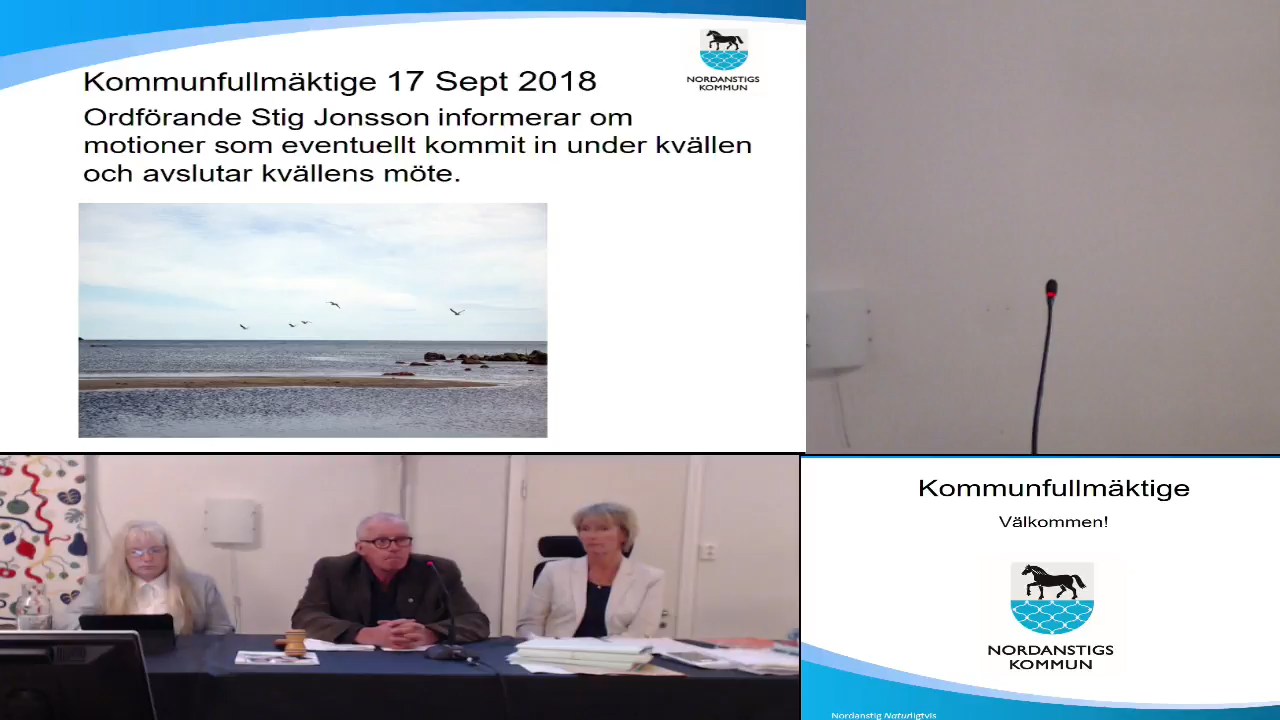 Kommunfullmäktige 17 Sept 2018
Ordförande Stig Jonsson informerar om
motioner som eventuellt kommit in under kvällen
och avslutar kvällens möte.
NORDANSTIGS
KOMMUN
Kommunfullmäktige
Välkommen!
NORDANSTIGS
KOMMUN
Nordanstig Naturligtvis